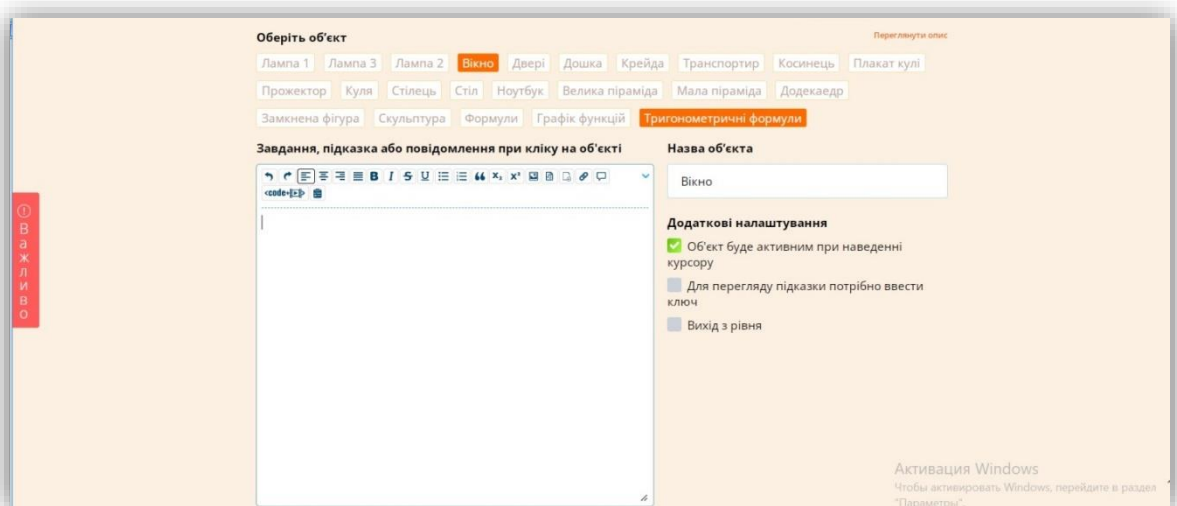 Оберіть об'єкт
Переглянути опис
Лампа 1 Лампа 3 Лампа 2 Вікно Двері Дошка Крейда Транспортир Косинець Плакат кулі
Прожектор Куля Стілець Стіл Ноутбук Велика піраміда Мала піраміда Додекаедр
Замкнена фігура Скульптура Формули Графік функцій Тригонометричні формули
Завдання, підказка або повідомлення при кліку на об'єкті
<code>
Назва об'єкта
Вікно
Додаткові налаштування
Об'єкт буде активним при наведенні
курсору
Для перегляду підказки потрібно ввести
ключ
Вихід з рівня
Важливо
Активация Windows
Чтобы активировать Windows, перейдите в раздел
"Параметры".